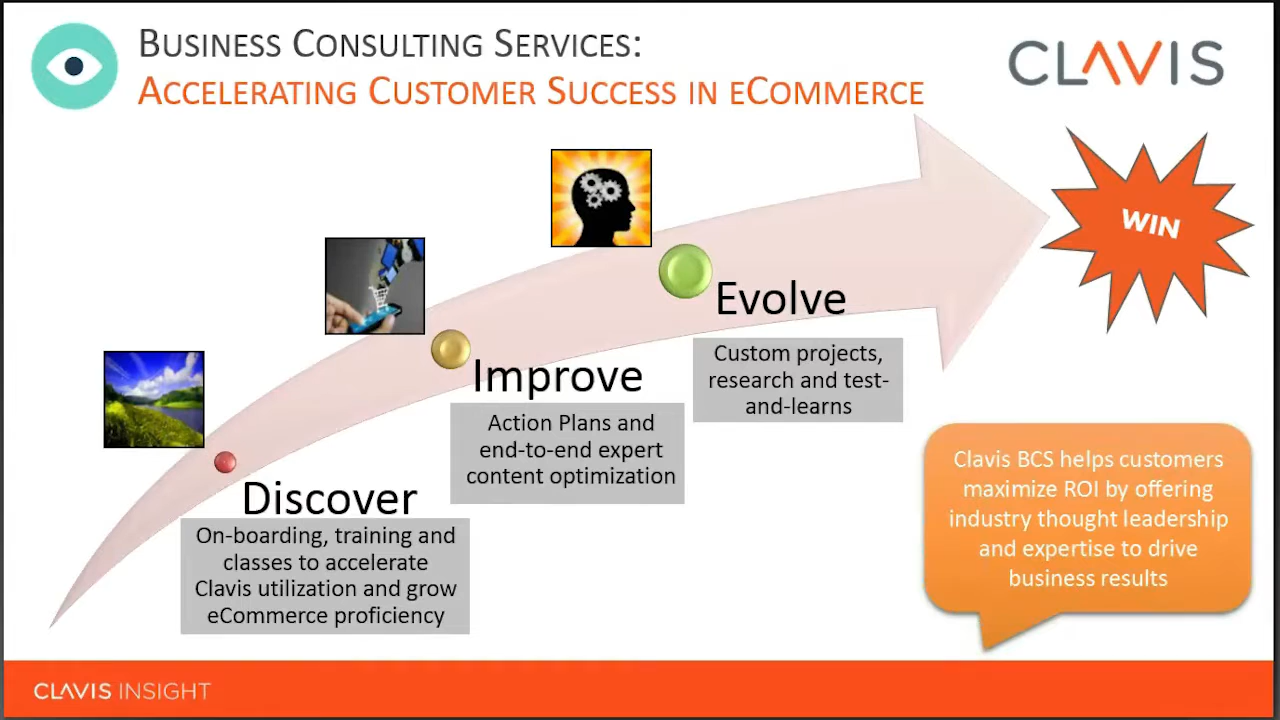 BUSINESS CONSULTING SERVICES:
ACCELERATING CUSTOMER SUCCESS IN eCOMMERCE
CLAVIS
WIN
Evolve
Custom projects,
research and test-
and-learns
Improve
Action Plans and
end-to-end expert
content optimization
Discover
On-boarding, training and
classes to accelerate
Clavis utilization and grow
eCommerce proficiency
Clavis BCS helps customers
maximize ROI by offering
industry thought leadership
and expertise to drive
business results
CLAVIS INSIGHT